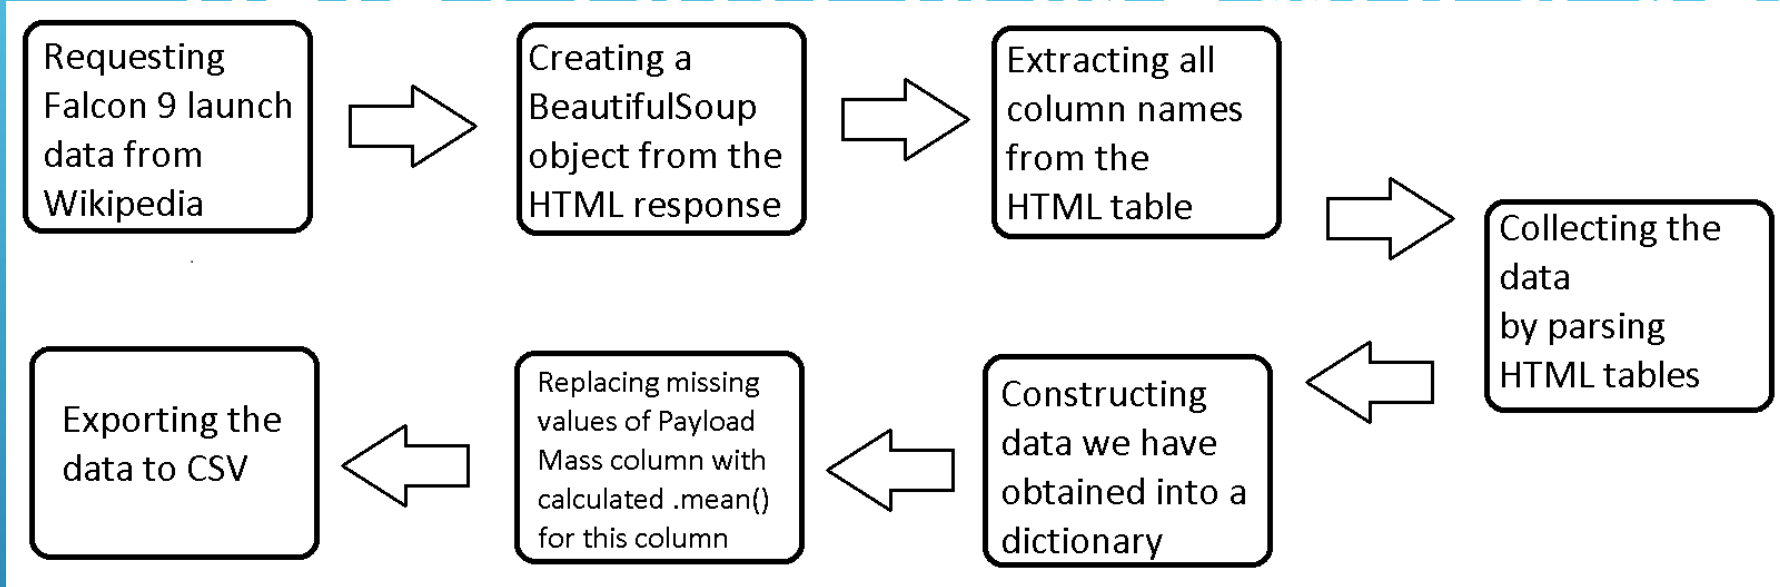 Requesting
Falcon 9 launch
data from
Wikipedia
Creating a
BeautifulSoup
object from the
HTML response
Extracting all
column names
from the
HTML table
Collecting the
data
by parsing
HTML tables
Constructing
data we have
obtained into a
dictionary
Replacing missing
values of Payload
Mass column with
calculated .mean()
for this column
Exporting the
data to CSV